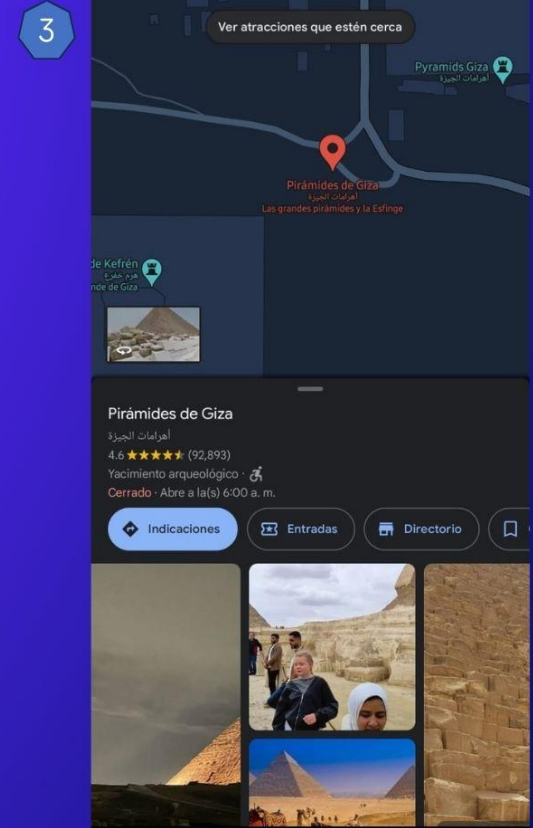 3
Ver atracciones que estén cerca
Pyramids Giza
أهرامات الجيزة
Pirámides de Giza
أهرامات الجيزة
Las grandes pirámides y la Esfinge
de Kefrén
هرم خفرع
nde de Giza
Pirámides de Giza
أهرامات الجيزة
4.6 (92,893)
Yacimiento arqueológico ·
Cerrado · Abre a la(s) 6:00 a. m.
Indicaciones
Entradas
Directorio